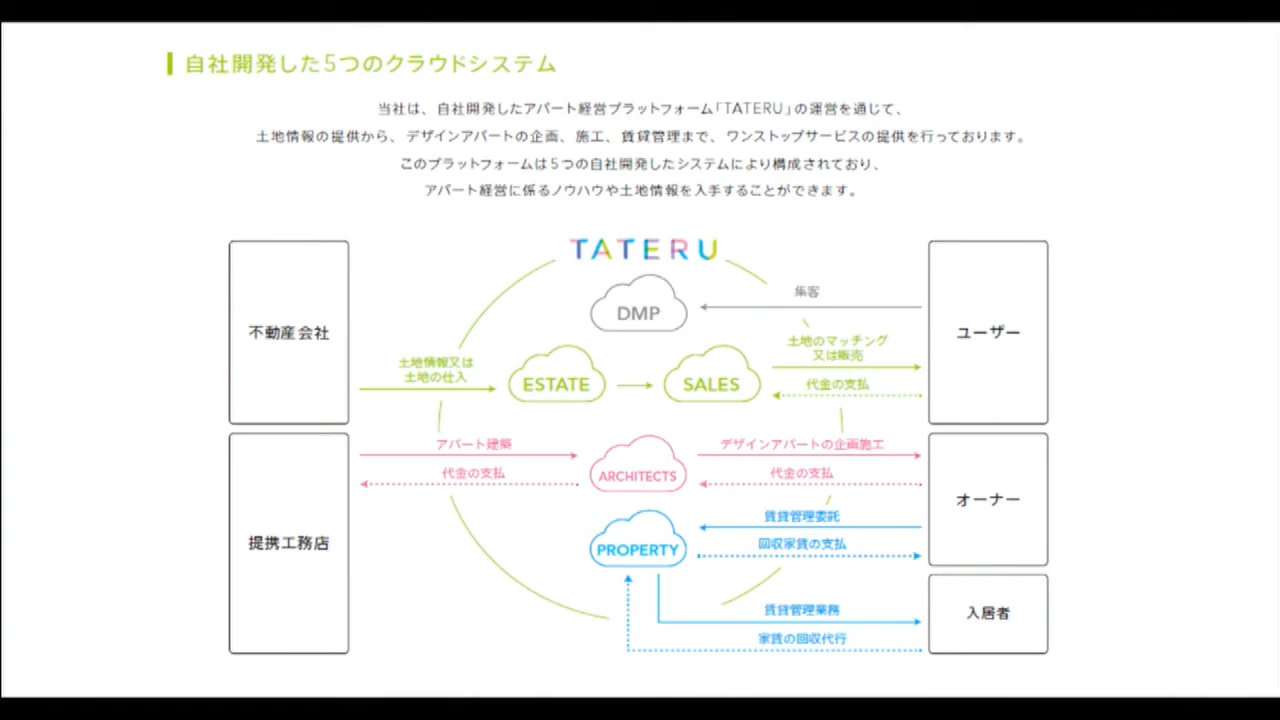 自社開発した5つのクラウドシステム
当社は、自社開発したアパート経営プラットフォーム「TATERU」の運営を通じて、
土地情報の提供から、デザインアパートの企画、施工、賃貸管理まで、ワンストップサービスの提供を行っております。
このプラットフォームは5つの自社開発したシステムにより構成されており、
アパート経営に係るノウハウや土地情報を入手することができます。
TATERU
不動産会社
DMP
集客
ユーザー
土地情報又は
土地の仕入
ESTATE
SALES
土地のマッチング
又は販売
代金の支払
提携工務店
アパート建築
代金の支払
ARCHITECTS
デザインアパートの企画施工
代金の支払
オーナー
PROPERTY
賃貸管理委託
回収家賃の支払
賃貸管理業務
家賃の回収代行
入居者